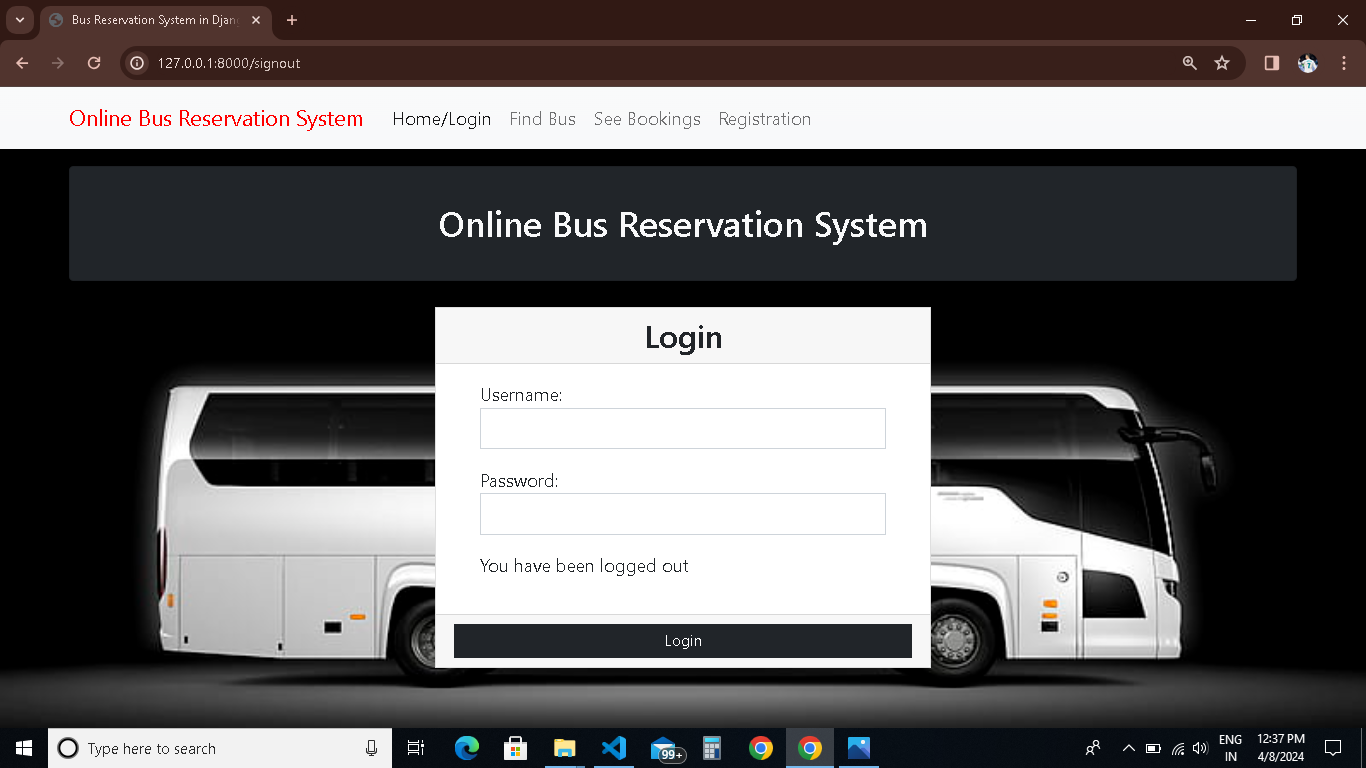 Bus Reservation System in Djan
127.0.0.1:8000/signout
Online Bus Reservation System Home/Login Find Bus See Bookings Registration
Online Bus Reservation System
Login
Username:
Password:
You have been logged out
Login
Type here to search
99+
ENG
IN
12:37 PM
4/8/2024